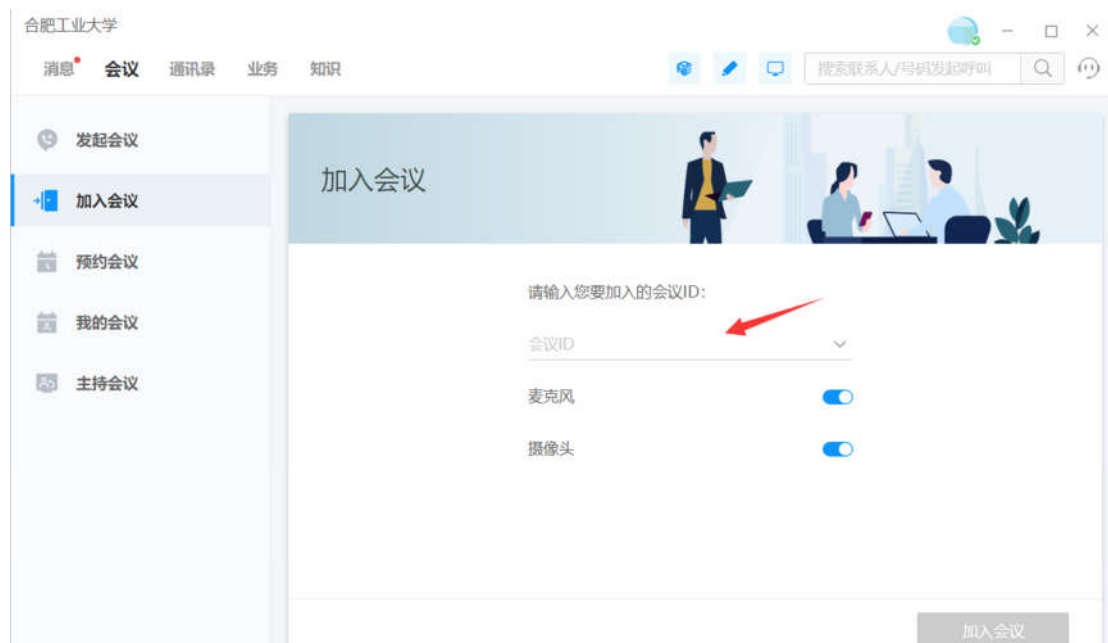 合肥工业大学
消息 会议 通讯录 业务 知识
搜索联系人/号码发起呼叫
发起会议
加入会议
预约会议
我的会议
主持会议
加入会议
请输入您要加入的会议ID:
会议ID
麦克风
摄像头
加入会议